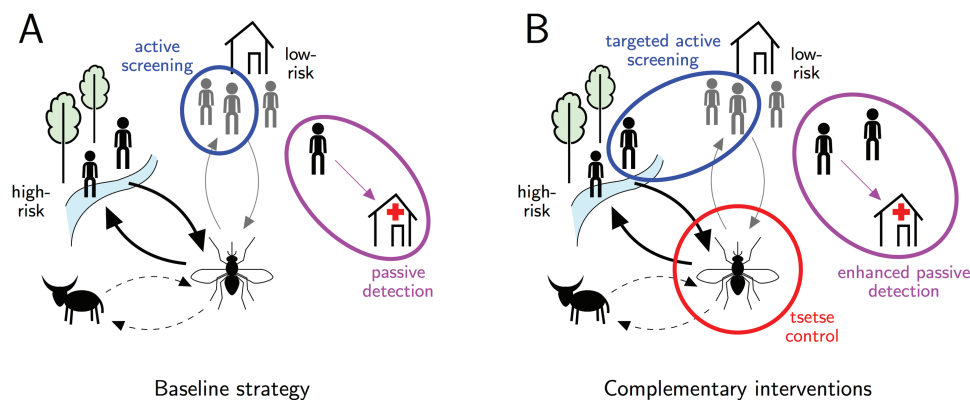 A
active
screening
low-
risk
high-
risk
passive
detection
Baseline strategy
B
targeted active
screening
low-
risk
high-
risk
enhanced passive
detection
tsetse
control
Complementary interventions